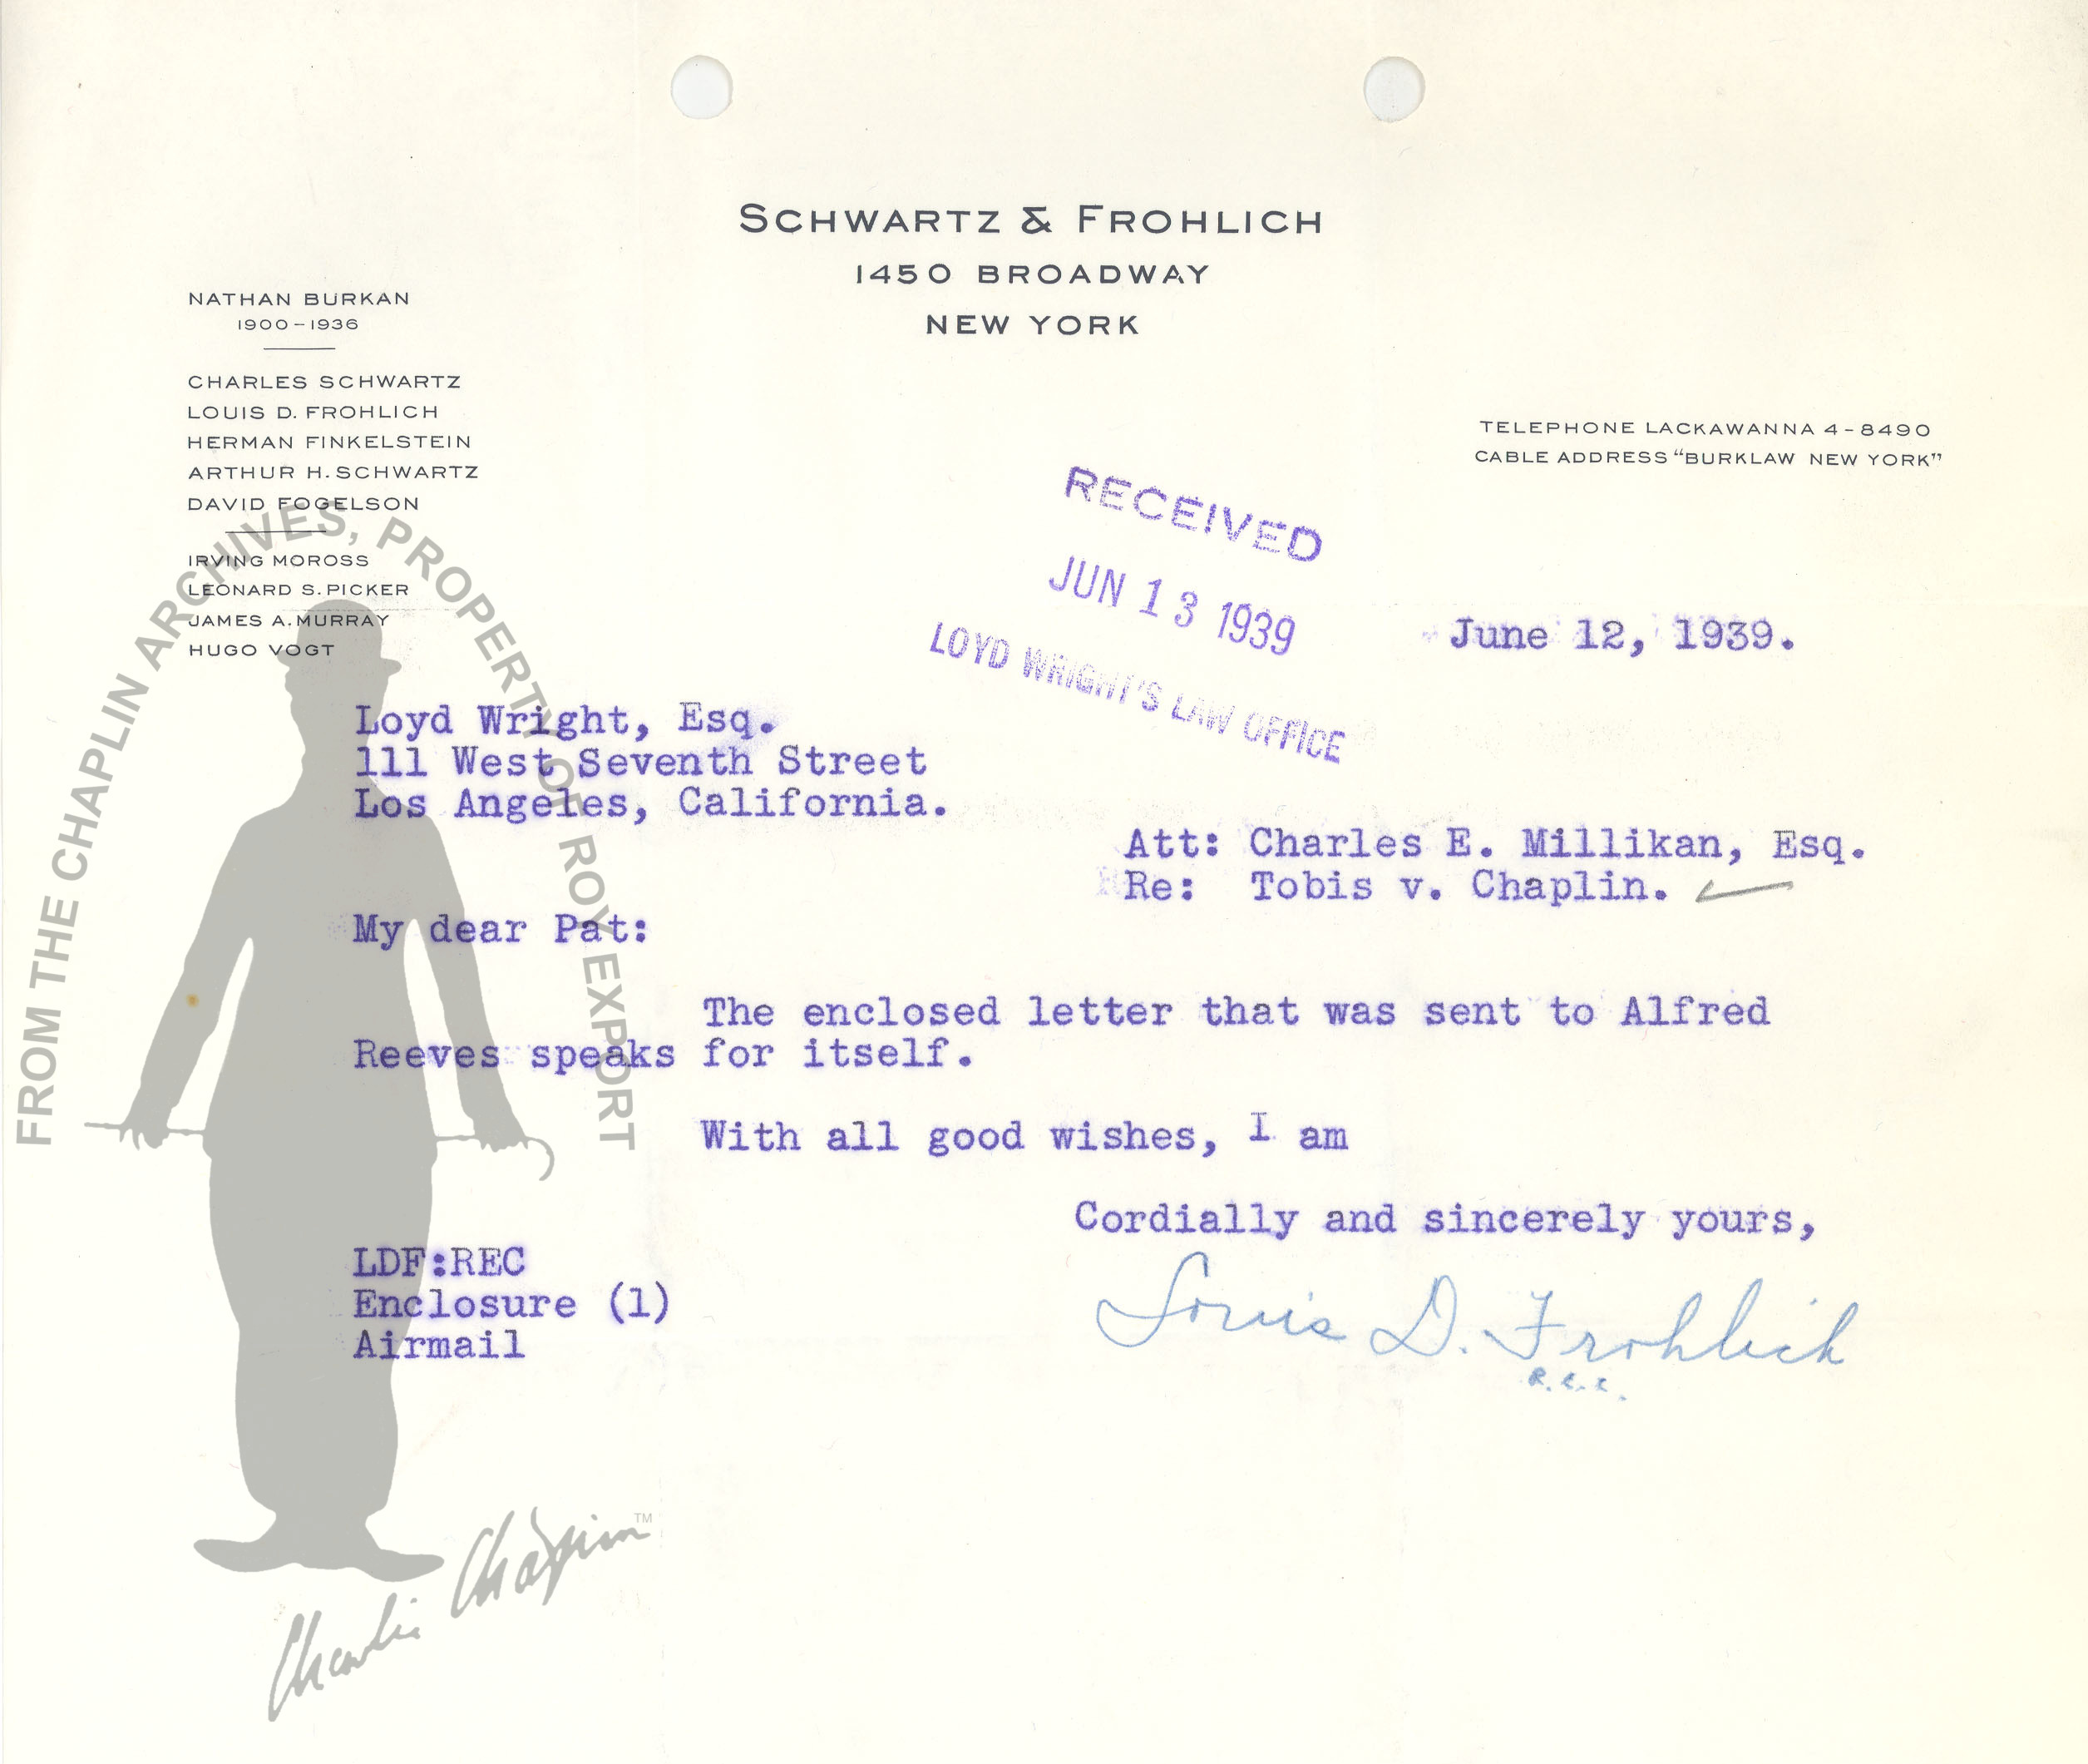 SCHWARTZ & FROHLICH
1450 BROADWAY
NEW YORK
NATHAN BURKAN
1900-1936
CHARLES SCHWARTZ
LOUIS D. FROHLICH
HERMAN FINKELSTEIN
ARTHUR H. SCHWARTZ
DAVID FOGELSON
IRVING MOROSS
LEONARD S. PICKER
JAMES A. MURRAY
HUGO VOGT
TELEPHONE LACKAWANNA 4-8490
CABLE ADDRESS "BURKLAW NEW YORK"
RECEIVED
JUN 13 1939
LOYD WRIGHT'S LAW OFFICE
June 12, 1939.
Loyd Wright, Esq.
111 West Seventh Street
Los Angeles, California.
Att: Charles E. Millikan, Esq.
Re: Tobis v. Chaplin.
My dear Pat:
The enclosed letter that was sent to Alfred
Reeves speaks for itself.
With all good wishes, I am
Cordially and sincerely yours,
Louis D. Frohlich
R.E.C.
LDF:REC
Enclosure (1)
Airmail
FROM THE CHAPLIN ARCHIVES, PROPERTY OF ROY EXPORT
Charlie Chaplin TM